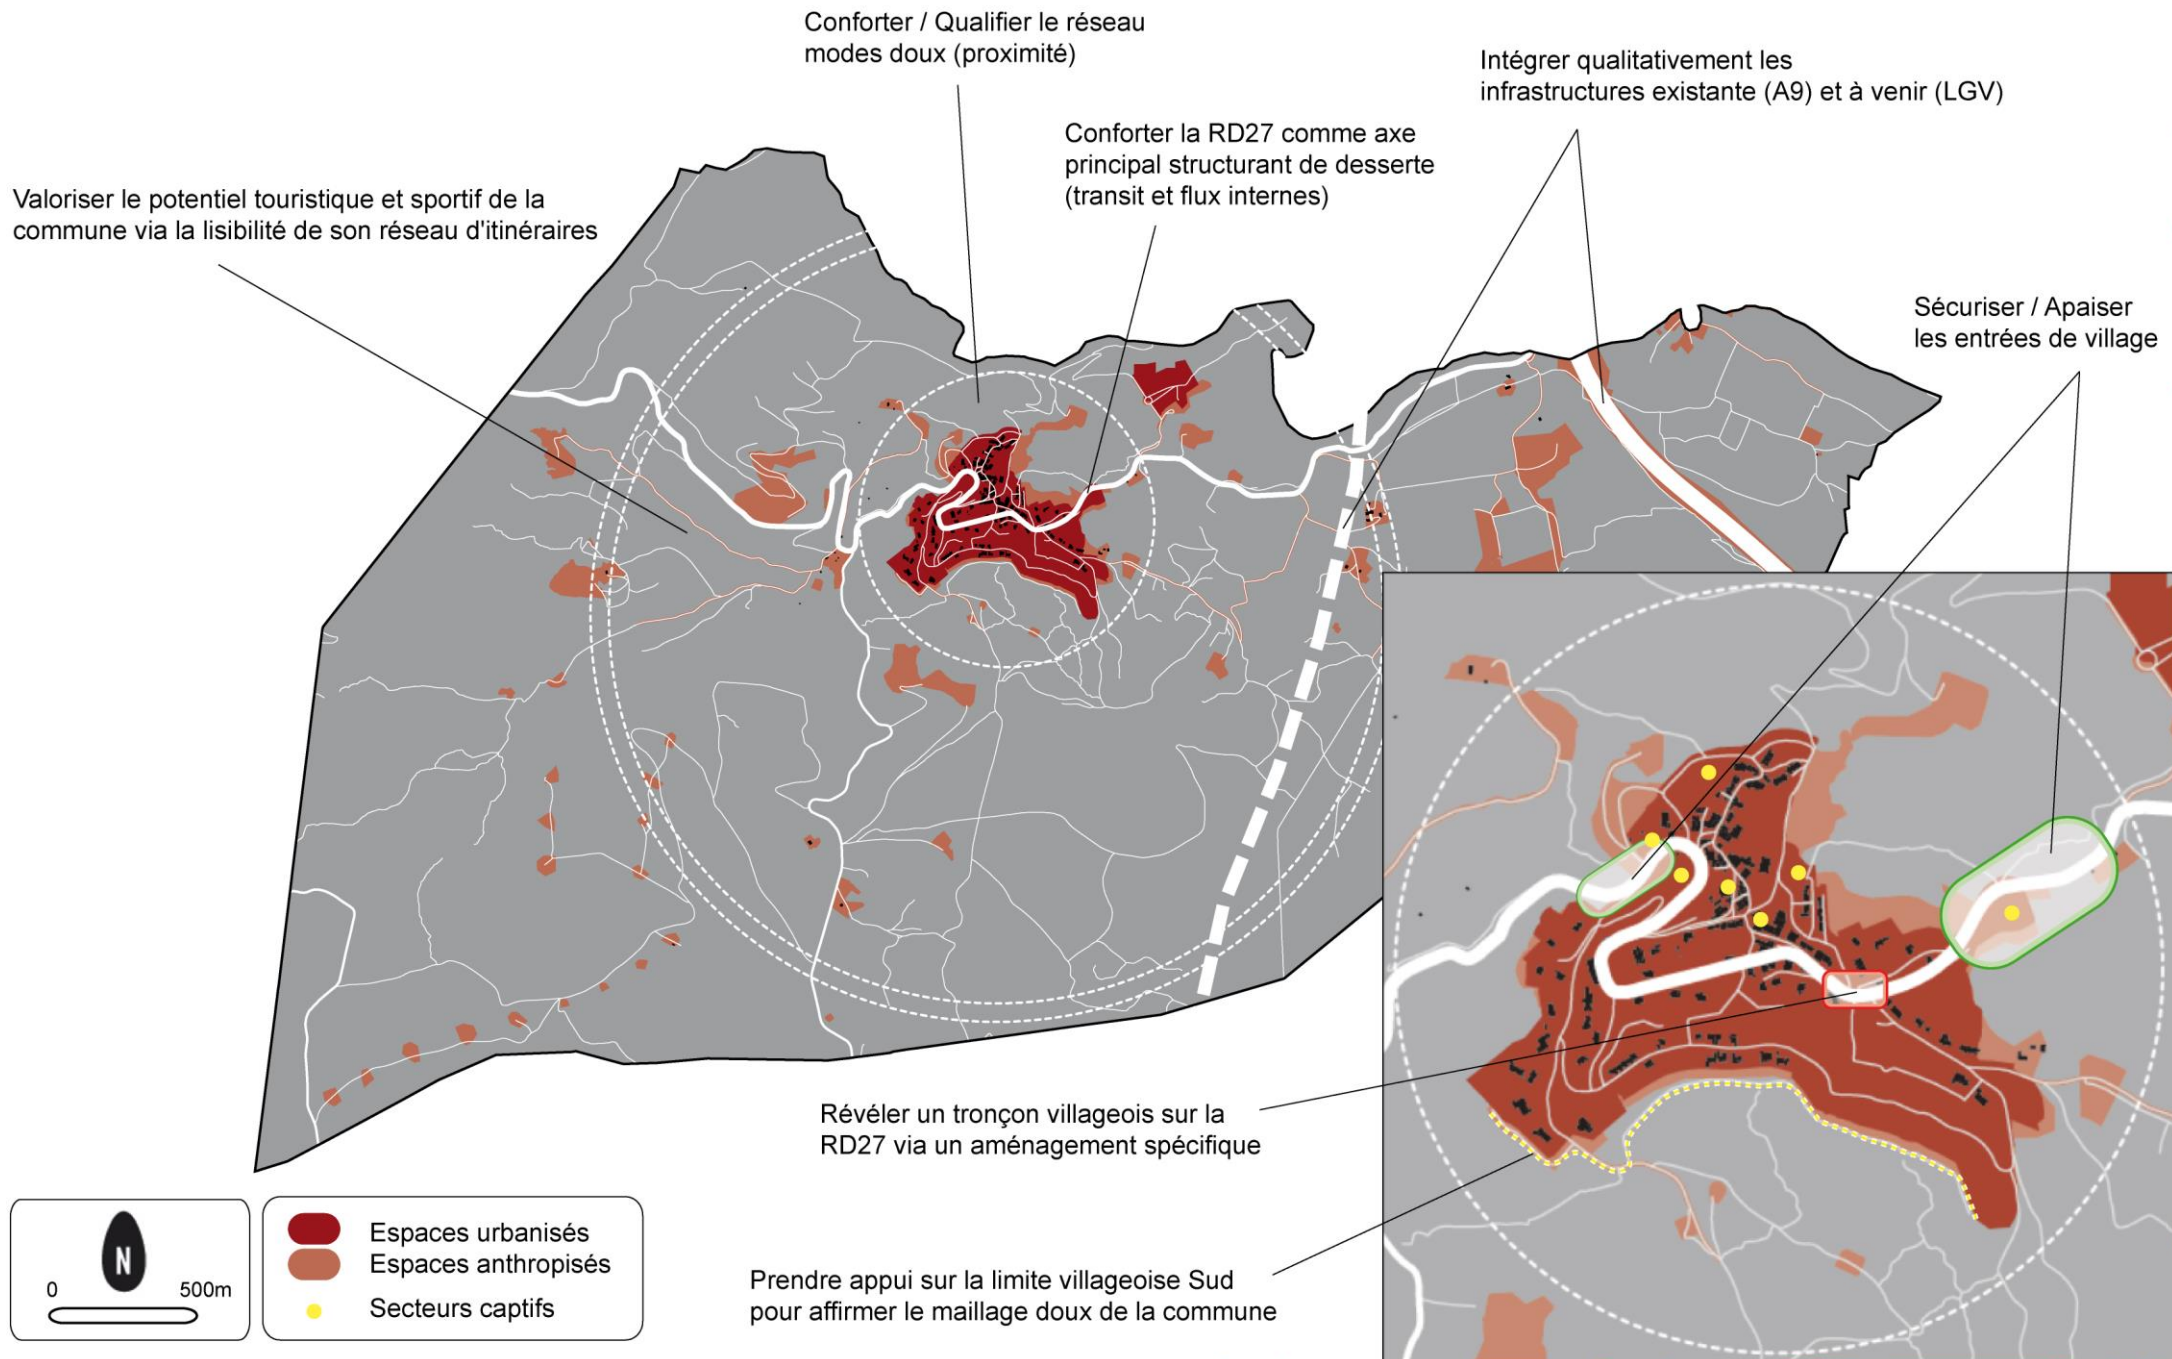 Conforter / Qualifier le réseau
modes doux (proximité)
Intégrer qualitativement les
infrastructures existante (A9) et à venir (LGV)
Conforter la RD27 comme axe
principal structurant de desserte
(transit et flux internes)
Valoriser le potentiel touristique et sportif de la
commune via la lisibilité de son réseau d'itinéraires
Sécuriser / Apaiser
les entrées de village
Révéler un tronçon villageois sur la
RD27 via un aménagement spécifique
Prendre appui sur la limite villageoise Sud
pour affirmer le maillage doux de la commune
N
0 500m
Espaces urbanisés
Espaces anthropisés
Secteurs captifs